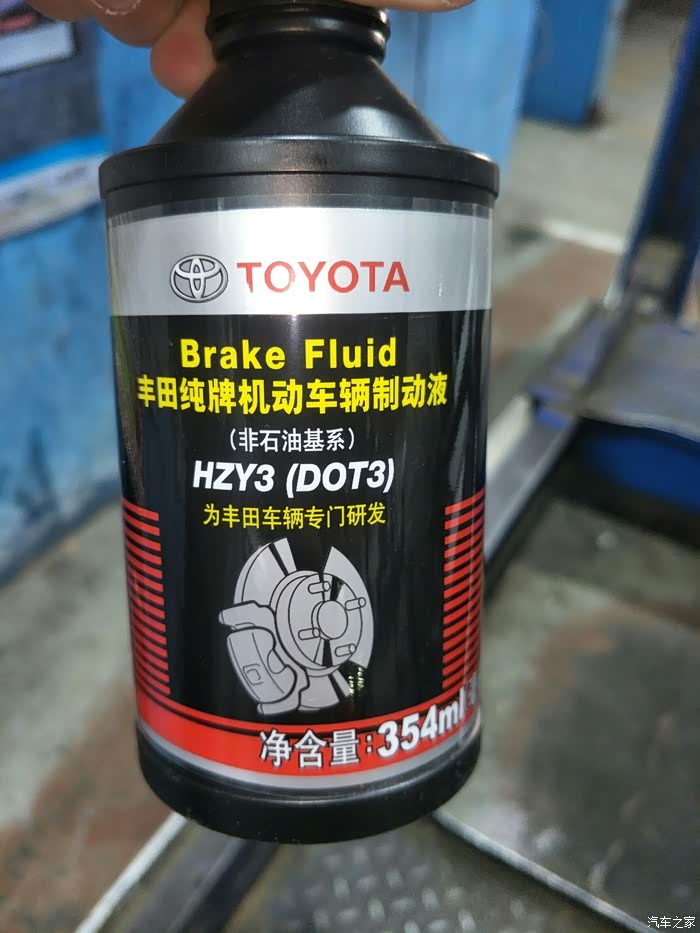 TOYOTA
Brake Fluid
丰田纯牌机动车辆制动液
(非石油基系)
HZY3 (DOT3)
为丰田车辆专门研发
净含量:354ml
汽车之家